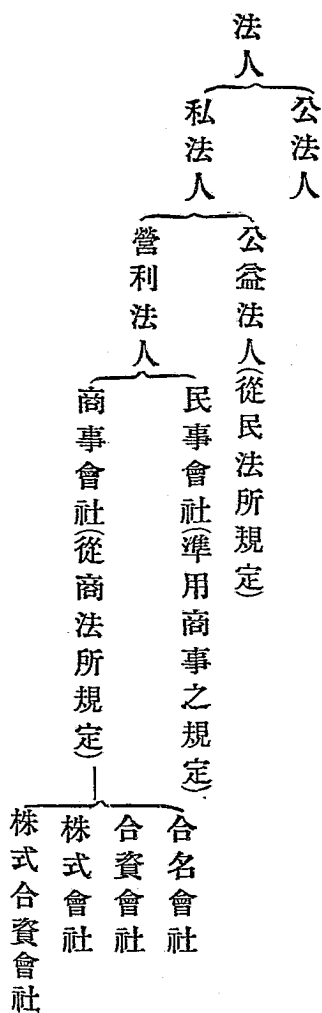 法人
公法人
私法人
公益法人(從民法所規定)
營利法人
民事會社(準用商事之規定)
商事會社(從商法所規定)
合名會社
合資會社
株式會社
株式合資會社